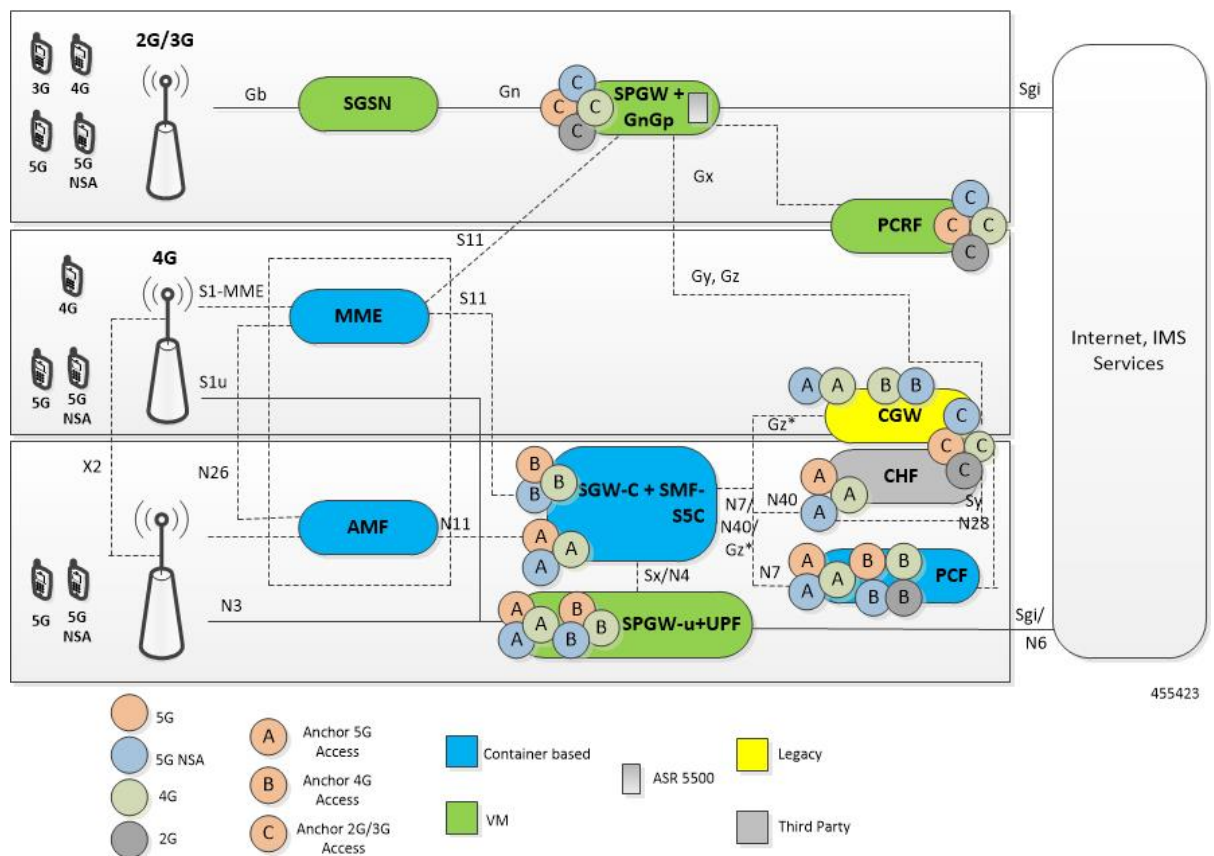 2G/3G
3G
4G
5G
5G
NSA
Gb
SGSN
Gn
C
C
C
C
SPGW +
GnGp
Sgi
Gx
PCRF
C
C
C
C
4G
4G
5G
5G
NSA
S1-MME
MME
S11
S11
S1u
Gy, Gz
Internet, IMS
Services
A
A
B
B
CGW
C
Gz*
X2
N26
5G
5G
NSA
AMF
N11
N3
B
B
B
SGW-C + SMF-
S5C
A
A
A
N7/
N40/
Gz*
N40
A
A
A
CHF
C
C
C
Sy
N28
Sx/N4
N7
A
A
A
B
B
B
B
PCF
A
A
A
B
B
B
SPGW-u+UPF
Sgi/
N6
455423
5G
5G NSA
4G
2G
A
Anchor 5G
Access
B
Anchor 4G
Access
C
Anchor 2G/3G
Access
Container based
VM
ASR 5500
Legacy
Third Party